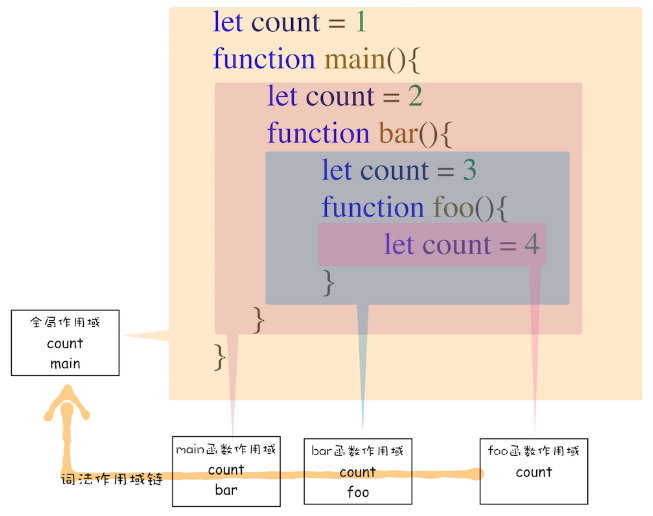 let count = 1
function main(){
let count = 2
function bar(){
let count = 3
function foo(){
let count = 4
}
}
}
全局作用域
count
main
词法作用域链
main函数作用域
count
bar
bar函数作用域
count
foo
foo函数作用域
count